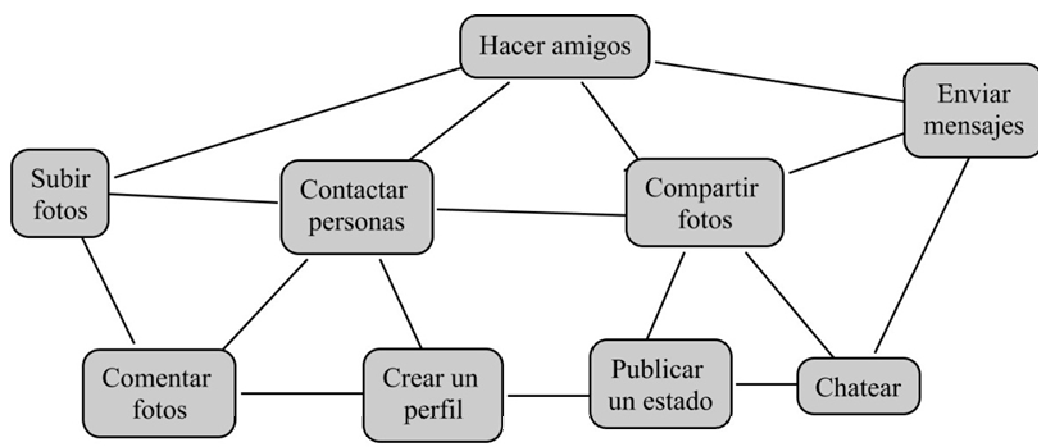 Hacer amigos
Enviar
mensajes
Subir
fotos
Contactar
personas
Compartir
fotos
Comentar
fotos
Crear un
perfil
Publicar
un estado
Chatear